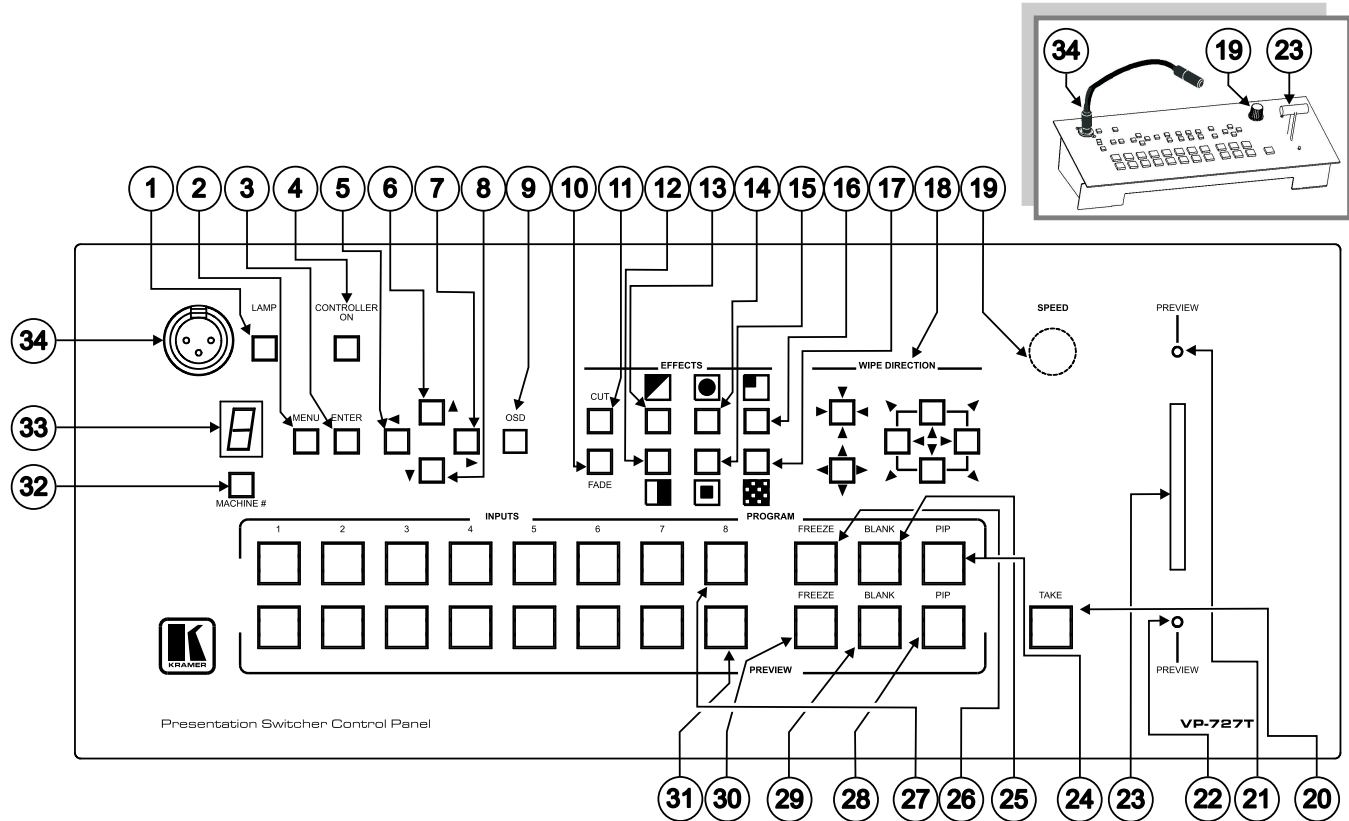 34 19 23
1 2 3 4 5 6 7 8 9 10 11 12 13 14 15 16 17 18 19
LAMP
CONTROLLER
ON
SPEED
PREVIEW
34
EFFECTS
WIPE DIRECTION
CUT
33
MENU ENTER
OSD
32
MACHINE #
FADE
INPUTS
PROGRAM
1 2 3 4 5 6 7 8 FREEZE BLANK PIP
23
FREEZE BLANK PIP
TAKE
K
KRAMER
PREVIEW
PREVIEW
Presentation Switcher Control Panel
VP-727T
31 30 29 28 27 26 25 24 23 22 21 20